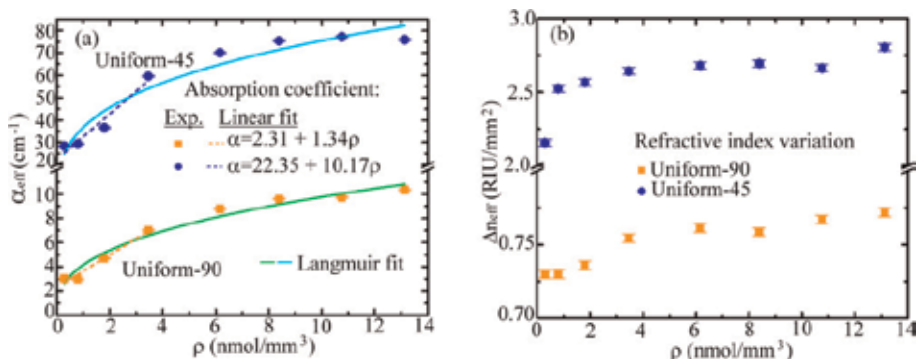 (a)
Uniform-45
Absorption coefficient:
Exp. Linear fit
α=2.31 + 1.34ρ
α=22.35 + 10.17ρ
Uniform-90
Langmuir fit
αeff (cm⁻¹)
80
70
60
50
40
30
20
10
8
6
4
2
0
0 2 4 6 8 10 12 14
ρ (nmol/mm³)
(b)
Refractive index variation
Uniform-90
Uniform-45
Δneff (RIU/mm²)
3.0
2.5
2.0
0.75
0.70
0 2 4 6 8 10 12 14
ρ (nmol/mm³)